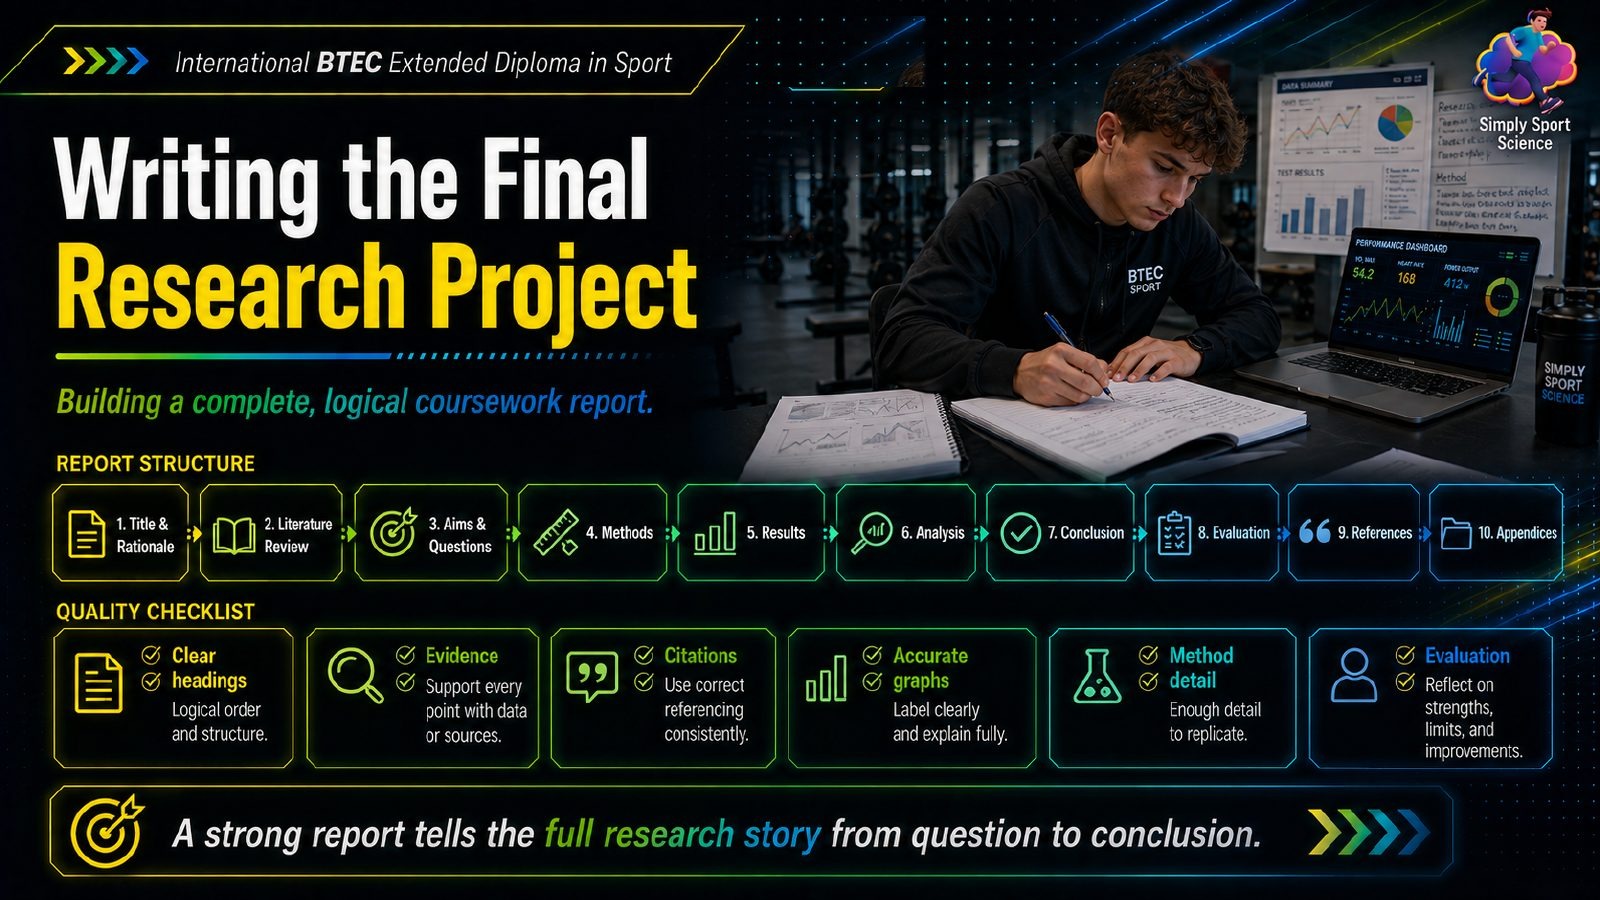 International BTEC Extended Diploma in Sport
Simply Sport
Science
Writing the Final
Research Project
Building a complete, logical coursework report.
DATA SUMMARY
TEST RESULTS
Method
PERFORMANCE DASHBOARD
HEART RATE
POWER OUTPUT
54.2
168
412
BTEC
SPORT
SIMPLY
SPORT
SCIENCE
REPORT STRUCTURE
1. Title &
Rationale
2. Literature
Review
3. Aims &
Questions
4. Methods
5. Results
6. Analysis
7. Conclusion
8. Evaluation
9. References
10. Appendices
QUALITY CHECKLIST
Clear
headings
Logical order
and structure.
Evidence
Support every
point with data
or sources.
Citations
Use correct
referencing
consistently.
Accurate
graphs
Label clearly
and explain fully.
Method
detail
Enough detail
to replicate.
Evaluation
Reflect on
strengths,
limits, and
improvements.
A strong report tells the full research story from question to conclusion.